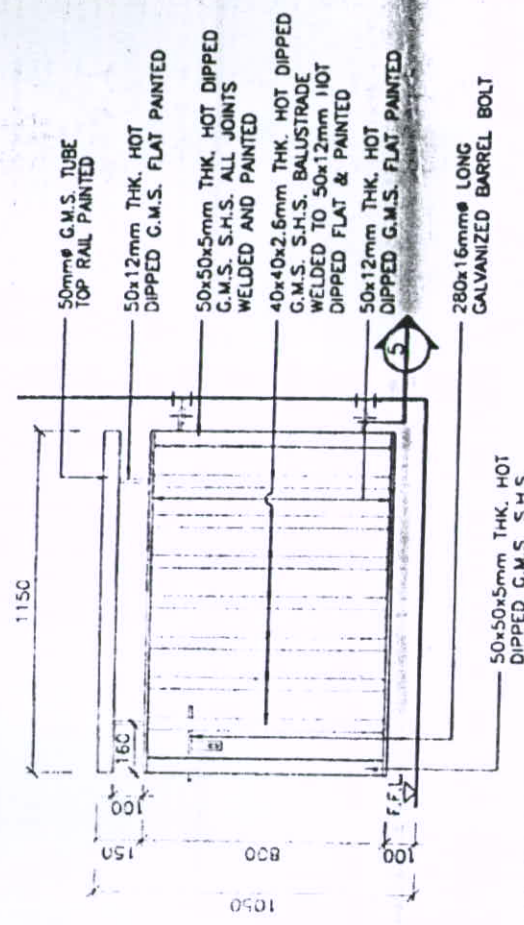 50mmø G.M.S. TUBE
TOP RAIL PAINTED
50x12mm THK. HOT
DIPPED G.M.S. FLAT PAINTED
50x50x5mm THK. HOT DIPPED
G.M.S. S.H.S. ALL JOINTS
WELDED AND PAINTED
40x40x2.6mm THK. HOT DIPPED
G.M.S. S.H.S. BALUSTRADE
WELDED TO 50x12mm HOT
DIPPED FLAT & PAINTED
50x12mm THK. HOT
DIPPED G.M.S. FLAT PAINTED
5
280x16mmø LONG
GALVANIZED BARREL BOLT
50x50x5mm THK. HOT
DIPPED G.M.S. S.H.S.
1150
160
100
150
800
100
1050
F.F.L.